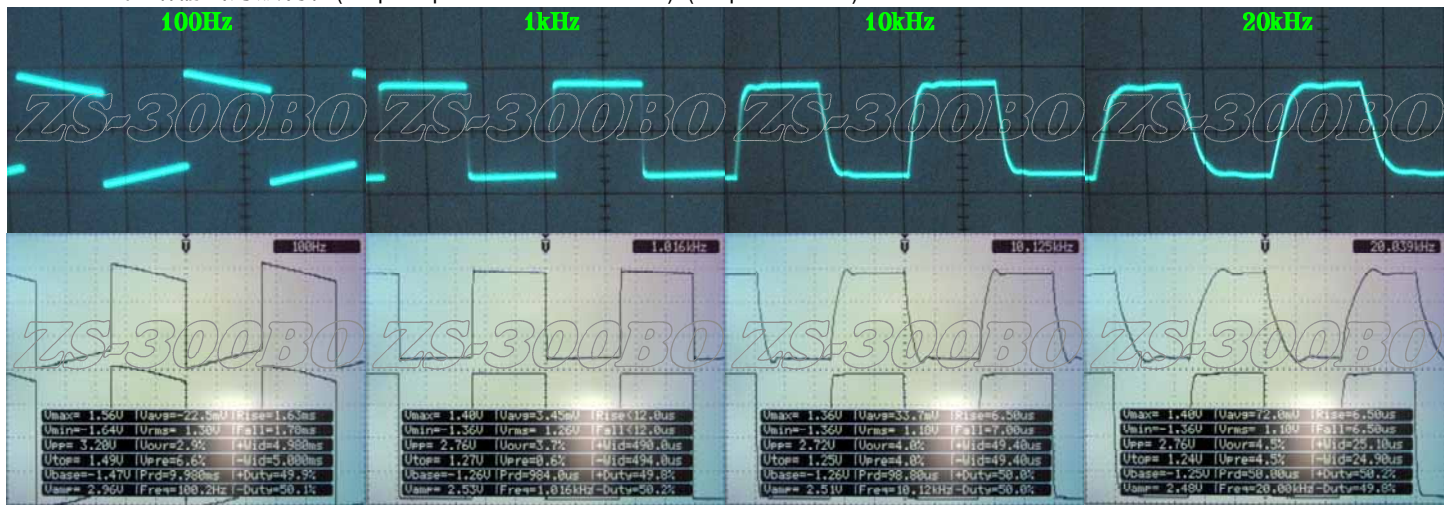 100Hz
1kHz
10kHz
20kHz
ZS-300BO
ZS-300BO
ZS-300BO
ZS-300BO
100Hz
1.016kHz
10.125kHz
20.039kHz
ZS-300BO
ZS-300BO
ZS-300BO
ZS-300BO
Vmax= 1.56V |Vavg=-22.5mV|Rise=1.63ms
Vmin=-1.64V |Vrms= 1.30V |Fall=1.78ms
Vpp= 3.20V |Vovr=2.9% |+Wid=4.980ms
Vtop= 1.49V |Vpre=6.6% |-Wid=5.000ms
Vbase=-1.47V|Prd=9.980ms |+Duty=49.9%
Vamp= 2.96V |Freq=100.2Hz|-Duty=50.1%
Vmax= 1.40V |Vavg=3.45mV |Rise<12.0us
Vmin=-1.36V |Vrms= 1.26V |Fall<12.0us
Vpp= 2.76V |Vovr=3.7% |+Wid=490.0us
Vtop= 1.27V |Vpre=0.6% |-Wid=494.0us
Vbase=-1.26V|Prd=984.0us |+Duty=49.8%
Vamp= 2.53V |Freq=1.016kHz|-Duty=50.2%
Vmax= 1.36V |Vavg=33.7mV |Rise=6.50us
Vmin=-1.36V |Vrms= 1.18V |Fall=7.00us
Vpp= 2.72V |Vovr=4.0% |+Wid=49.40us
Vtop= 1.25V |Vpre=4.0% |-Wid=49.40us
Vbase=-1.26V|Prd=98.80us |+Duty=50.0%
Vamp= 2.51V |Freq=10.12kHz|-Duty=50.0%
Vmax= 1.40V |Vavg=72.0mV |Rise=6.50us
Vmin=-1.36V |Vrms= 1.10V |Fall=6.50us
Vpp= 2.76V |Vovr=4.5% |+Wid=25.10us
Vtop= 1.24V |Vpre=4.5% |-Wid=24.90us
Vbase=-1.25V|Prd=50.00us |+Duty=50.2%
Vamp= 2.48V |Freq=20.00kHz|-Duty=49.8%